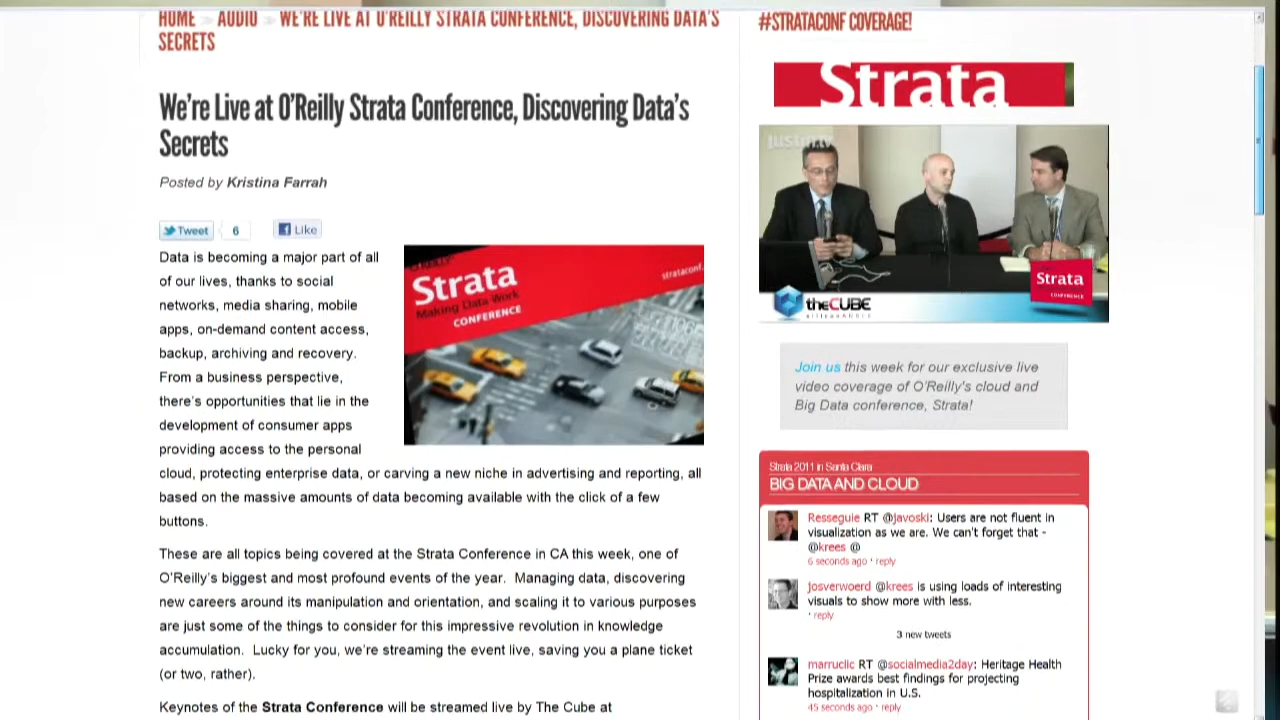 HOME AUDIO WE'RE LIVE AT O'REILLY STRATA CONFERENCE, DISCOVERING DATA'S
SECRETS
We're Live at O'Reilly Strata Conference, Discovering Data's
Secrets
Posted by Kristina Farrah
Tweet 6 Like
Data is becoming a major part of all
of our lives, thanks to social
networks, media sharing, mobile
apps, on-demand content access,
backup, archiving and recovery.
From a business perspective,
there's opportunities that lie in the
development of consumer apps
providing access to the personal
cloud, protecting enterprise data, or carving a new niche in advertising and reporting, all
based on the massive amounts of data becoming available with the click of a few
buttons.
O'REILLY
Strata
Making Data Work
CONFERENCE
strataconf.
These are all topics being covered at the Strata Conference in CA this week, one of
O'Reilly's biggest and most profound events of the year. Managing data, discovering
new careers around its manipulation and orientation, and scaling it to various purposes
are just some of the things to consider for this impressive revolution in knowledge
accumulation. Lucky for you, we're streaming the event live, saving you a plane ticket
(or two, rather).
Keynotes of the Strata Conference will be streamed live by The Cube at
#STRATACONF COVERAGE!
Strata
justin.tv
Strata
CONFERENCE
theCUBE
Join us this week for our exclusive live
video coverage of O'Reilly's cloud and
Big Data conference, Strata!
Strata 2011 in Santa Clara
BIG DATA AND CLOUD
Resseguie RT @javoski: Users are not fluent in
visualization as we are. We can't forget that -
@krees @
6 seconds ago · reply
josverwoerd @krees is using loads of interesting
visuals to show more with less.
· reply
3 new tweets
marruclic RT @socialmedia2day: Heritage Health
Prize awards best findings for projecting
hospitalization in U.S.
45 seconds ago · reply